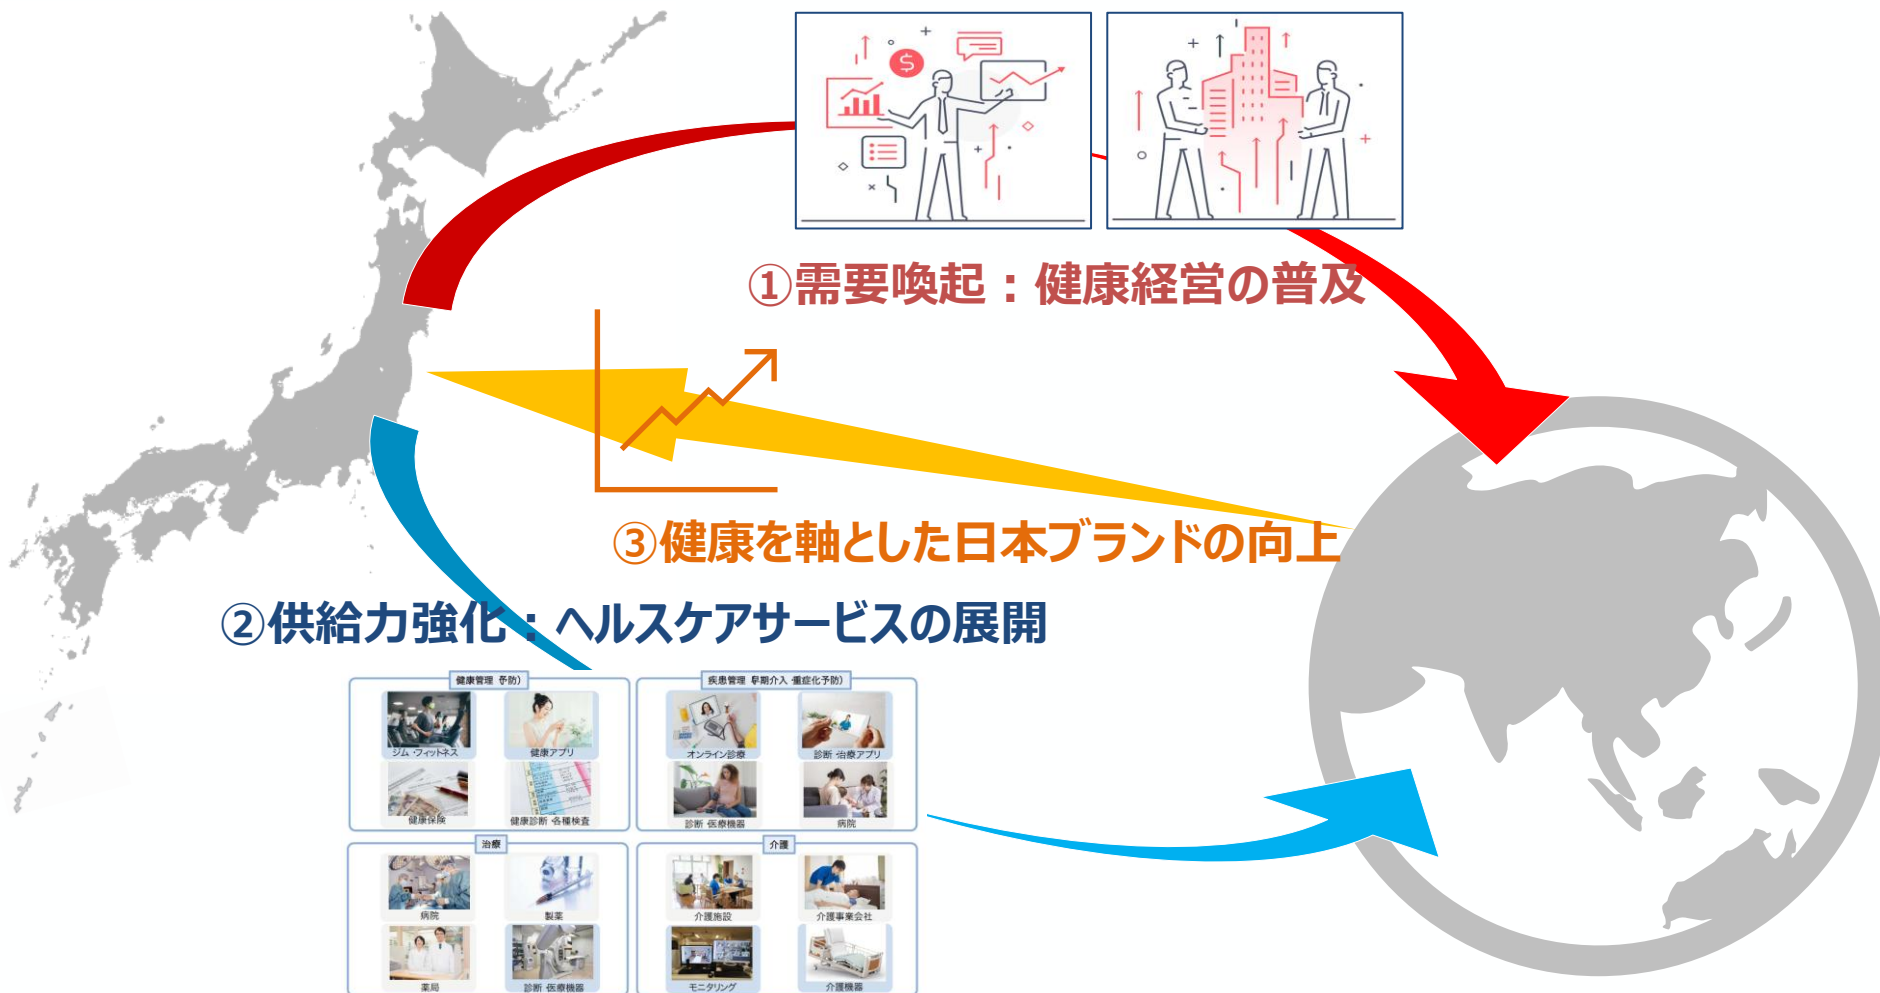 ①需要喚起：健康経営の普及
③健康を軸とした日本ブランドの向上
②供給力強化：ヘルスケアサービスの展開
健康管理 予防）
ジム・フィットネス
健康アプリ
健康保険
健康診断・各種検査
疾患管理 早期介入・重症化予防）
オンライン診療
診断・治療アプリ
診断・医療機器
病院
治療
病院
製薬
薬局
診断・医療機器
介護
介護施設
介護事業会社
モニタリング
介護機器